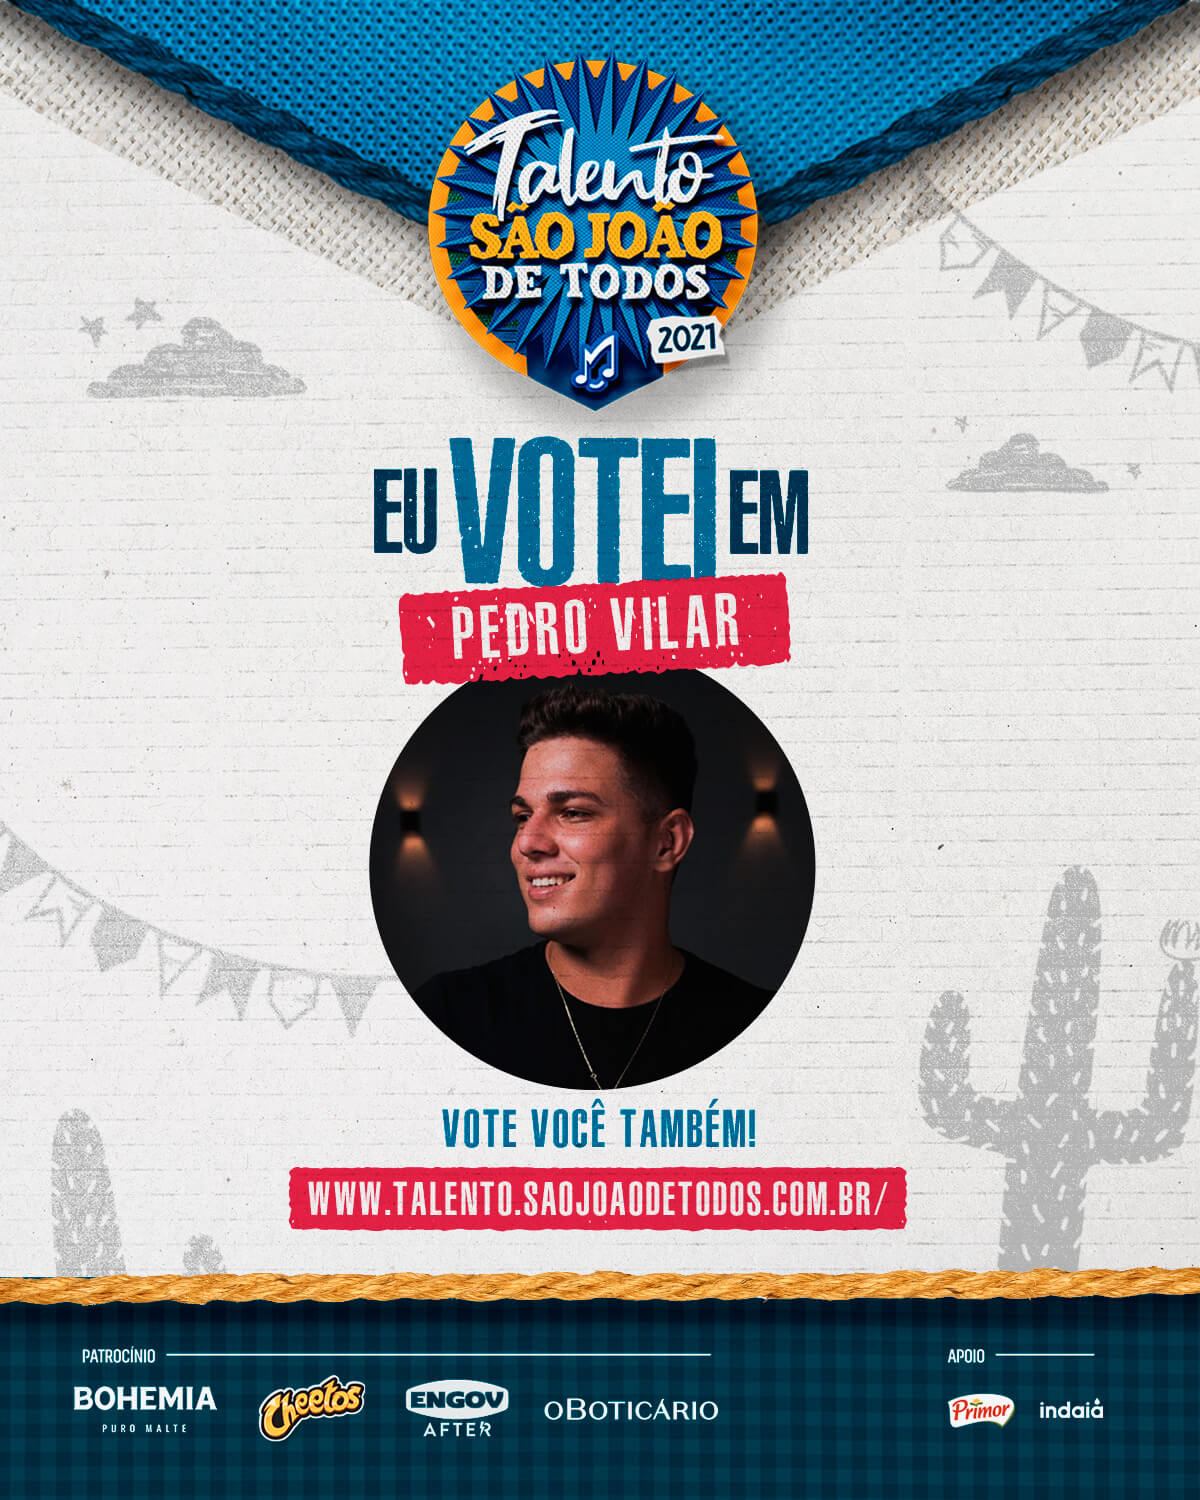 Talento
SÃO JOÃO
DE TODOS
2021
EU VOTEI EM
PEDRO VILAR
VOTE VOCÊ TAMBÉM!
WWW.TALENTO.SAOJOAODETODOS.COM.BR/
PATROCÍNIO
APOIO
BOHEMIA
PURO MALTE
Cheetos
ENGOV
AFTER
oBOTICÁRIO
Primor
indaiá